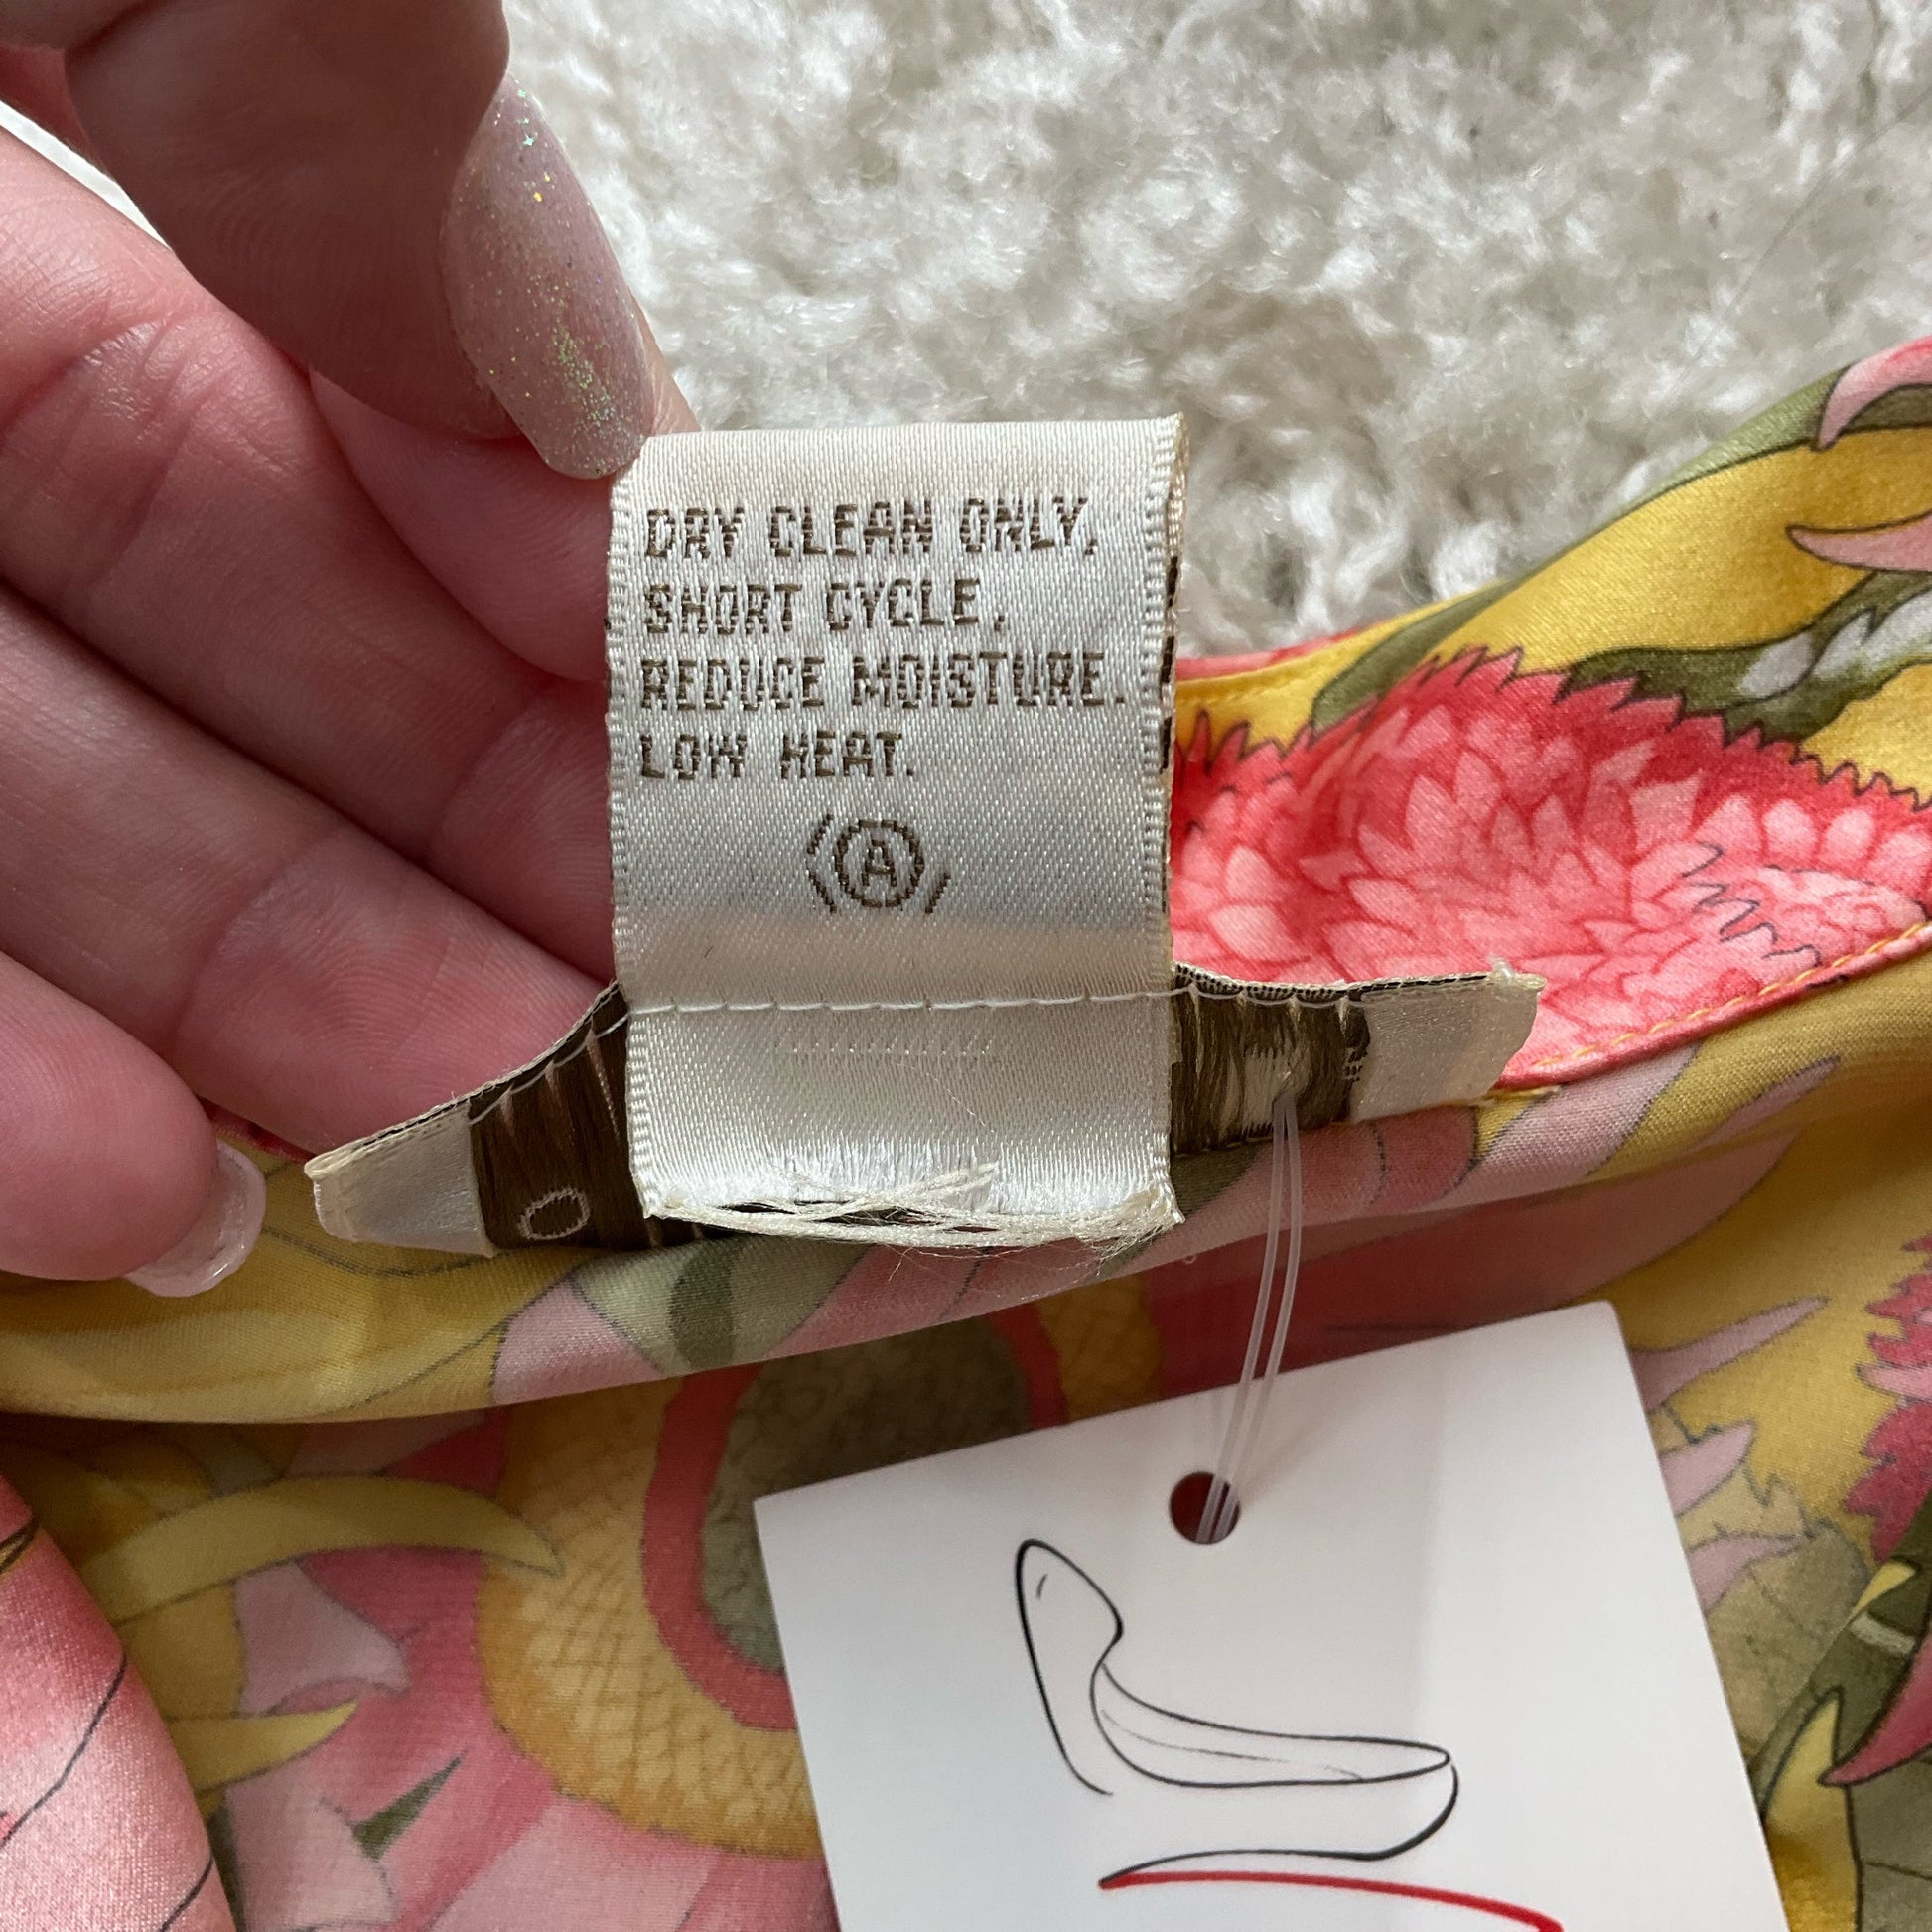 DRY CLEAN ONLY,
SHORT CYCLE,
REDUCE MOISTURE.
LOW HEAT.
(A)